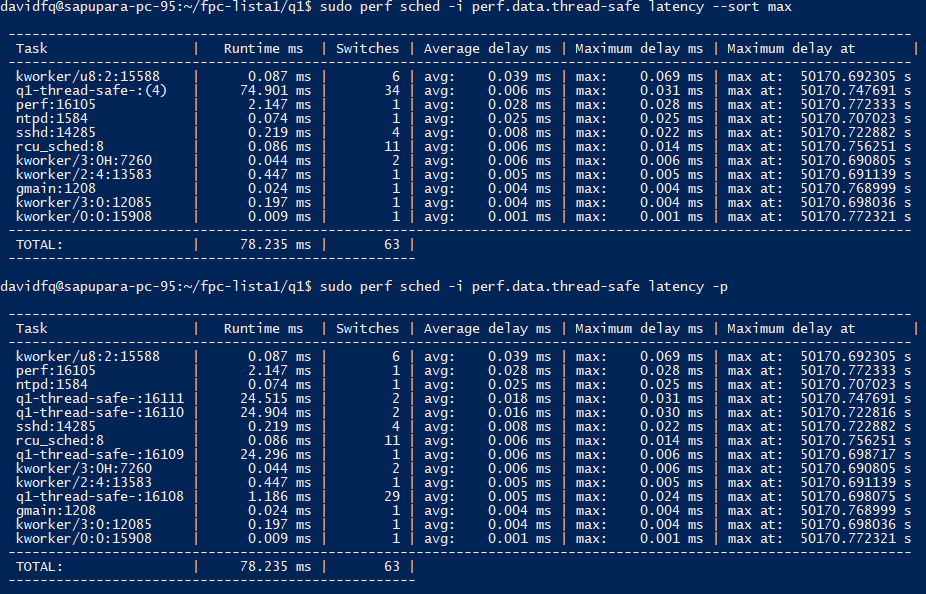 davidfq@sapupara-pc-95:~/fpc-lista1/q1$ sudo perf sched -i perf.data.thread-safe latency --sort max
-----------------------------------------------------------------------------------------------------------------
Task | Runtime ms | Switches | Average delay ms | Maximum delay ms | Maximum delay at |
-----------------------------------------------------------------------------------------------------------------
kworker/u8:2:15588 | 0.087 ms | 6 | avg: 0.039 ms | max: 0.069 ms | max at: 50170.692305 s
q1-thread-safe-:(4) | 74.901 ms | 34 | avg: 0.006 ms | max: 0.031 ms | max at: 50170.747691 s
perf:16105 | 2.147 ms | 1 | avg: 0.028 ms | max: 0.028 ms | max at: 50170.772333 s
ntpd:1584 | 0.074 ms | 1 | avg: 0.025 ms | max: 0.025 ms | max at: 50170.707023 s
sshd:14285 | 0.219 ms | 4 | avg: 0.008 ms | max: 0.022 ms | max at: 50170.722882 s
rcu_sched:8 | 0.086 ms | 11 | avg: 0.006 ms | max: 0.014 ms | max at: 50170.756251 s
kworker/3:0H:7260 | 0.044 ms | 2 | avg: 0.006 ms | max: 0.006 ms | max at: 50170.690805 s
kworker/2:4:13583 | 0.447 ms | 1 | avg: 0.005 ms | max: 0.005 ms | max at: 50170.691139 s
gmain:1208 | 0.024 ms | 1 | avg: 0.004 ms | max: 0.004 ms | max at: 50170.768999 s
kworker/3:0:12085 | 0.197 ms | 1 | avg: 0.004 ms | max: 0.004 ms | max at: 50170.698036 s
kworker/0:0:15908 | 0.009 ms | 1 | avg: 0.001 ms | max: 0.001 ms | max at: 50170.772321 s
-----------------------------------------------------------------------------------------------------------------
TOTAL: | 78.235 ms | 63 |
---------------------------------------------------
davidfq@sapupara-pc-95:~/fpc-lista1/q1$ sudo perf sched -i perf.data.thread-safe latency -p
-----------------------------------------------------------------------------------------------------------------
Task | Runtime ms | Switches | Average delay ms | Maximum delay ms | Maximum delay at |
-----------------------------------------------------------------------------------------------------------------
kworker/u8:2:15588 | 0.087 ms | 6 | avg: 0.039 ms | max: 0.069 ms | max at: 50170.692305 s
perf:16105 | 2.147 ms | 1 | avg: 0.028 ms | max: 0.028 ms | max at: 50170.772333 s
ntpd:1584 | 0.074 ms | 1 | avg: 0.025 ms | max: 0.025 ms | max at: 50170.707023 s
q1-thread-safe-:16111 | 24.515 ms | 2 | avg: 0.018 ms | max: 0.031 ms | max at: 50170.747691 s
q1-thread-safe-:16110 | 24.904 ms | 2 | avg: 0.016 ms | max: 0.030 ms | max at: 50170.722816 s
sshd:14285 | 0.219 ms | 4 | avg: 0.008 ms | max: 0.022 ms | max at: 50170.722882 s
rcu_sched:8 | 0.086 ms | 11 | avg: 0.006 ms | max: 0.014 ms | max at: 50170.756251 s
q1-thread-safe-:16109 | 24.296 ms | 1 | avg: 0.006 ms | max: 0.006 ms | max at: 50170.698717 s
kworker/3:0H:7260 | 0.044 ms | 2 | avg: 0.006 ms | max: 0.006 ms | max at: 50170.690805 s
kworker/2:4:13583 | 0.447 ms | 1 | avg: 0.005 ms | max: 0.005 ms | max at: 50170.691139 s
q1-thread-safe-:16108 | 1.186 ms | 29 | avg: 0.005 ms | max: 0.024 ms | max at: 50170.698075 s
gmain:1208 | 0.024 ms | 1 | avg: 0.004 ms | max: 0.004 ms | max at: 50170.768999 s
kworker/3:0:12085 | 0.197 ms | 1 | avg: 0.004 ms | max: 0.004 ms | max at: 50170.698036 s
kworker/0:0:15908 | 0.009 ms | 1 | avg: 0.001 ms | max: 0.001 ms | max at: 50170.772321 s
-----------------------------------------------------------------------------------------------------------------
TOTAL: | 78.235 ms | 63 |
---------------------------------------------------